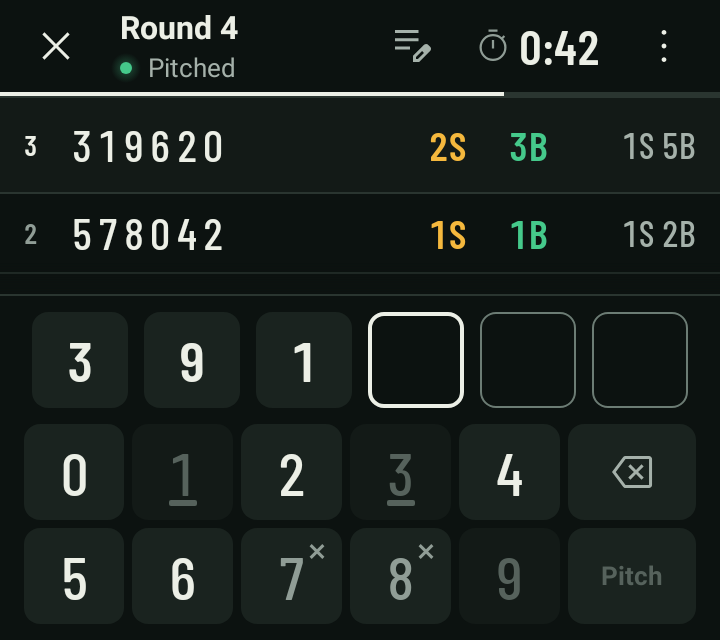 Round 4
Pitched
0:42
3 319620 2S 3B 1S 5B
2 578042 1S 1B 1S 2B
3 9 1
0 1 2 3 4
5 6 7 8 9 Pitch